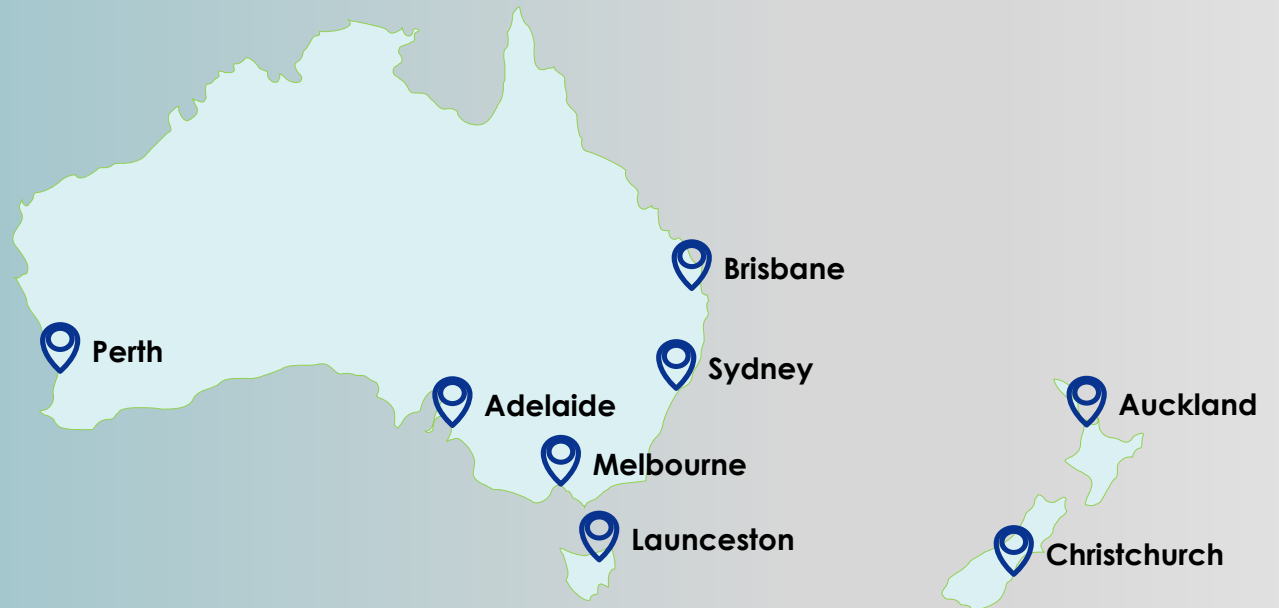 Brisbane
Perth
Sydney
Adelaide
Auckland
Melbourne
Launceston
Christchurch